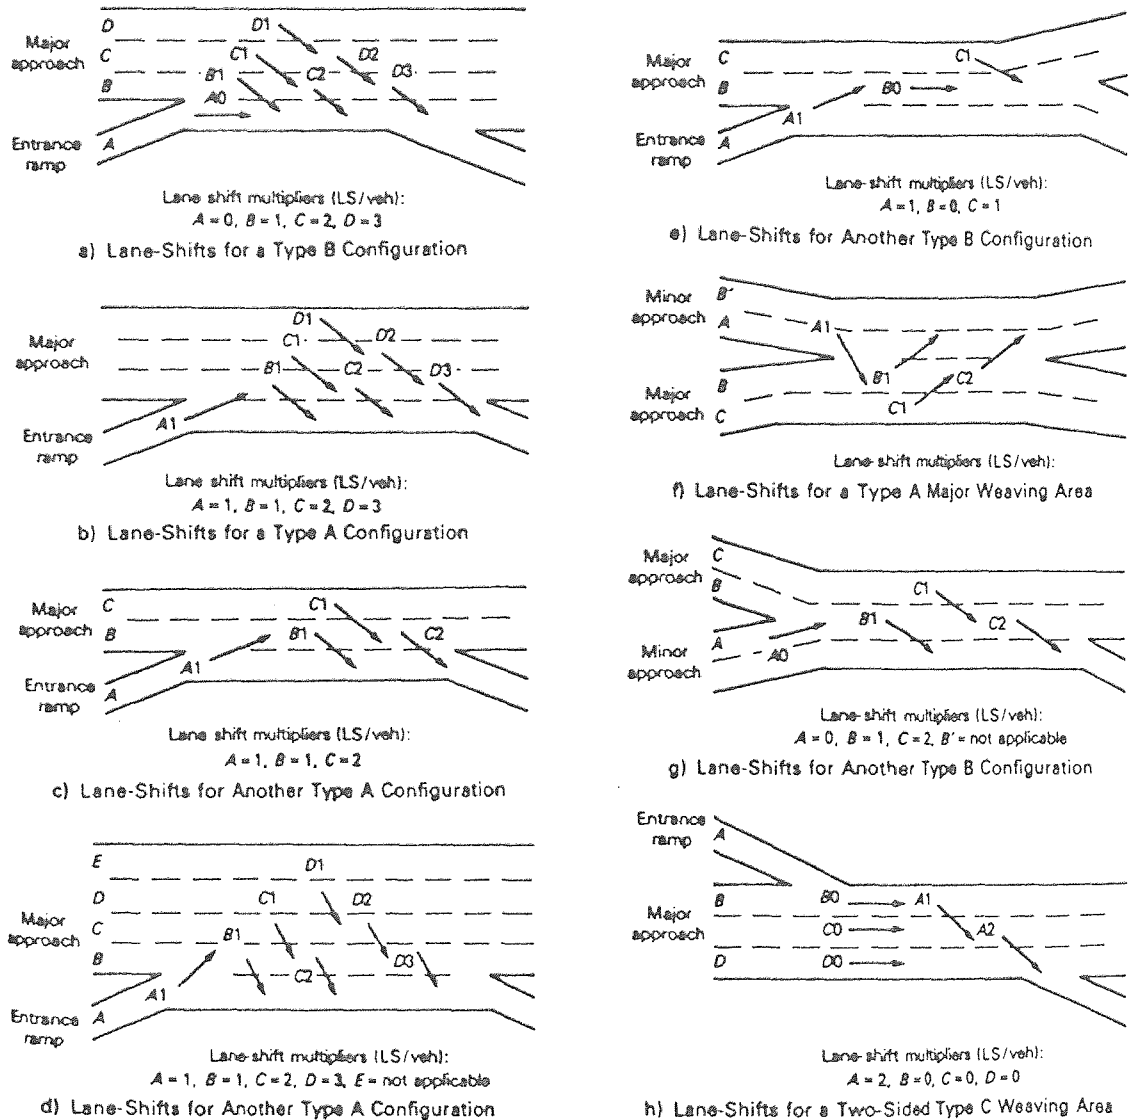 D
C
B
A
Major
approach
Entrance
ramp
D1
C1
D2
B1
C2
D3
A0
Lane shift multipliers (LS/veh):
A = 0, B = 1, C = 2, D = 3
a) Lane-Shifts for a Type B Configuration
Major
approach
Entrance
ramp
D1
C1
D2
B1
C2
D3
A1
Lane shift multipliers (LS/veh):
A = 1, B = 1, C = 2, D = 3
b) Lane-Shifts for a Type A Configuration
Major
approach
C
B
Entrance
ramp
A
C1
B1
C2
A1
Lane shift multipliers (LS/veh):
A = 1, B = 1, C = 2
c) Lane-Shifts for Another Type A Configuration
E
D
C
B
A
Major
approach
Entrance
ramp
D1
C1
D2
B1
C2
D3
A1
Lane-shift multipliers (LS/veh):
A = 1, B = 1, C = 2, D = 3, E = not applicable
d) Lane-Shifts for Another Type A Configuration
Major
approach
C
B
Entrance
ramp
A
C1
B0
A1
Lane-shift multipliers (LS/veh):
A = 1, B = 0, C = 1
e) Lane-Shifts for Another Type B Configuration
Minor
approach
B'
A
Major
approach
B
C
A1
B1
C2
C1
Lane-shift multipliers (LS/veh):
f) Lane-Shifts for a Type A Major Weaving Area
Major
approach
C
B
Minor
approach
A
C1
B1
C2
A0
Lane shift multipliers (LS/veh):
A = 0, B = 1, C = 2, B' = not applicable
g) Lane-Shifts for Another Type B Configuration
Entrance
ramp
A
Major
approach
B
D
B0
A1
C0
A2
D0
Lane-shift multipliers (LS/veh):
A = 2, B = 0, C = 0, D = 0
h) Lane-Shifts for a Two-Sided Type C Weaving Area